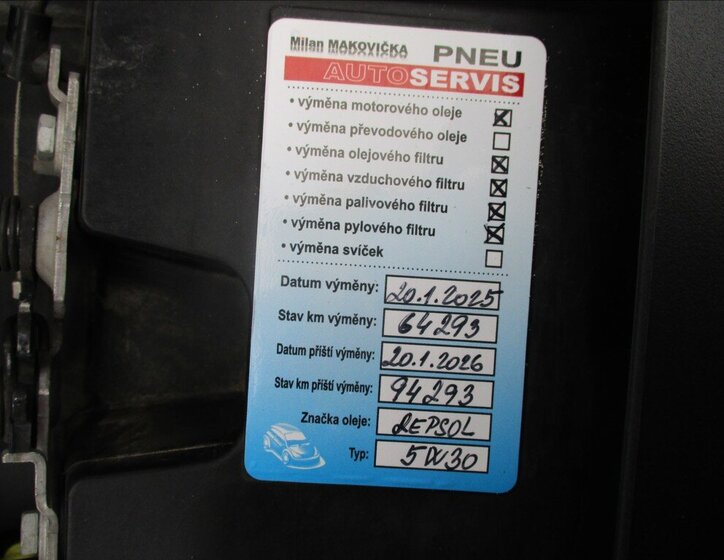 Milan MAKOVIČKA PNEU
AUTOSERVIS
• výměna motorového oleje
• výměna převodového oleje
• výměna olejového filtru
• výměna vzduchového filtru
• výměna palivového filtru
• výměna pylového filtru
• výměna svíček
Datum výměny: 20.1.2025
Stav km výměny: 64293
Datum příští výměny: 20.1.2026
Stav km příští výměny: 94293
Značka oleje: REPSOL
Typ: 5W30